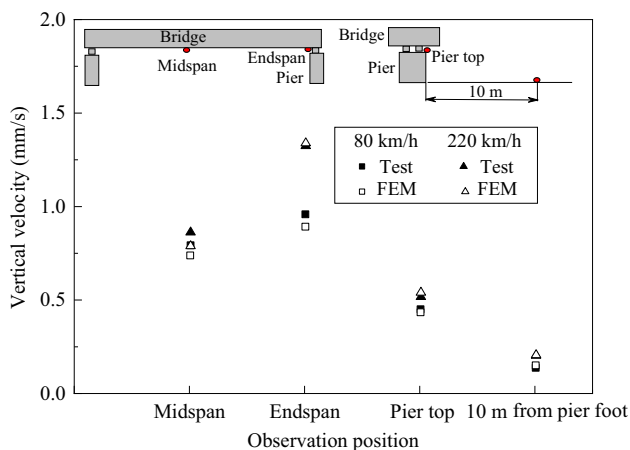 2.0
1.5
1.0
0.5
0.0
Vertical velocity (mm/s)
Bridge
Midspan
Endspan
Pier
Bridge
Pier
Pier top
10 m
80 km/h 220 km/h
Test Test
FEM FEM
Midspan Endspan Pier top 10 m from pier foot
Observation position